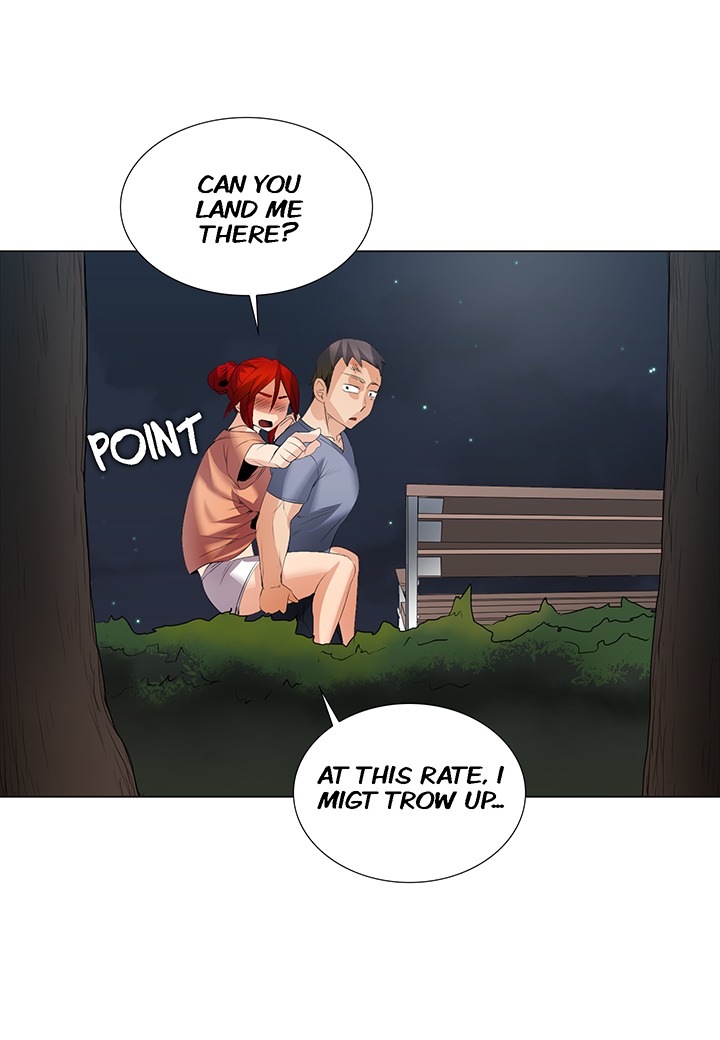 CAN YOU
LAND ME
THERE?
POINT
AT THIS RATE, I
MIGT TROW UP...